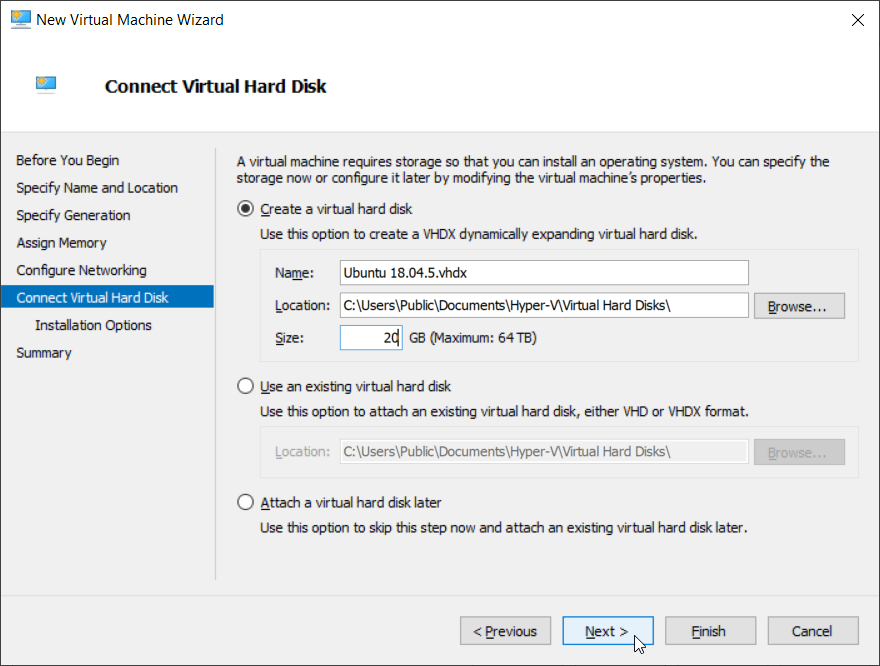 New Virtual Machine Wizard
Connect Virtual Hard Disk
Before You Begin
Specify Name and Location
Specify Generation
Assign Memory
Configure Networking
Connect Virtual Hard Disk
Installation Options
Summary
A virtual machine requires storage so that you can install an operating system. You can specify the
storage now or configure it later by modifying the virtual machine's properties.
Create a virtual hard disk
Use this option to create a VHDX dynamically expanding virtual hard disk.
Name: Ubuntu 18.04.5.vhdx
Location: C:\Users\Public\Documents\Hyper-V\Virtual Hard Disks\ Browse...
Size: 20 GB (Maximum: 64 TB)
Use an existing virtual hard disk
Use this option to attach an existing virtual hard disk, either VHD or VHDX format.
Location: C:\Users\Public\Documents\Hyper-V\Virtual Hard Disks\ Browse...
Attach a virtual hard disk later
Use this option to skip this step now and attach an existing virtual hard disk later.
< Previous Next > Finish Cancel